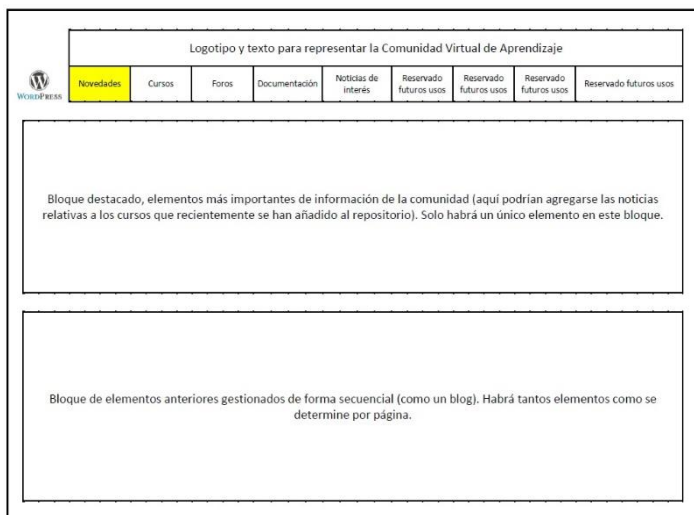 Logotipo y texto para representar la Comunidad Virtual de Aprendizaje
WORDPRESS
Novedades
Cursos
Foros
Documentación
Noticias de
interés
Reservado
futuros usos
Reservado
futuros usos
Reservado
futuros usos
Reservado futuros usos
Bloque destacado, elementos más importantes de información de la comunidad (aquí podrían agregarse las noticias
relativas a los cursos que recientemente se han añadido al repositorio). Solo habrá un único elemento en este bloque.
Bloque de elementos anteriores gestionados de forma secuencial (como un blog). Habrá tantos elementos como se
determine por página.